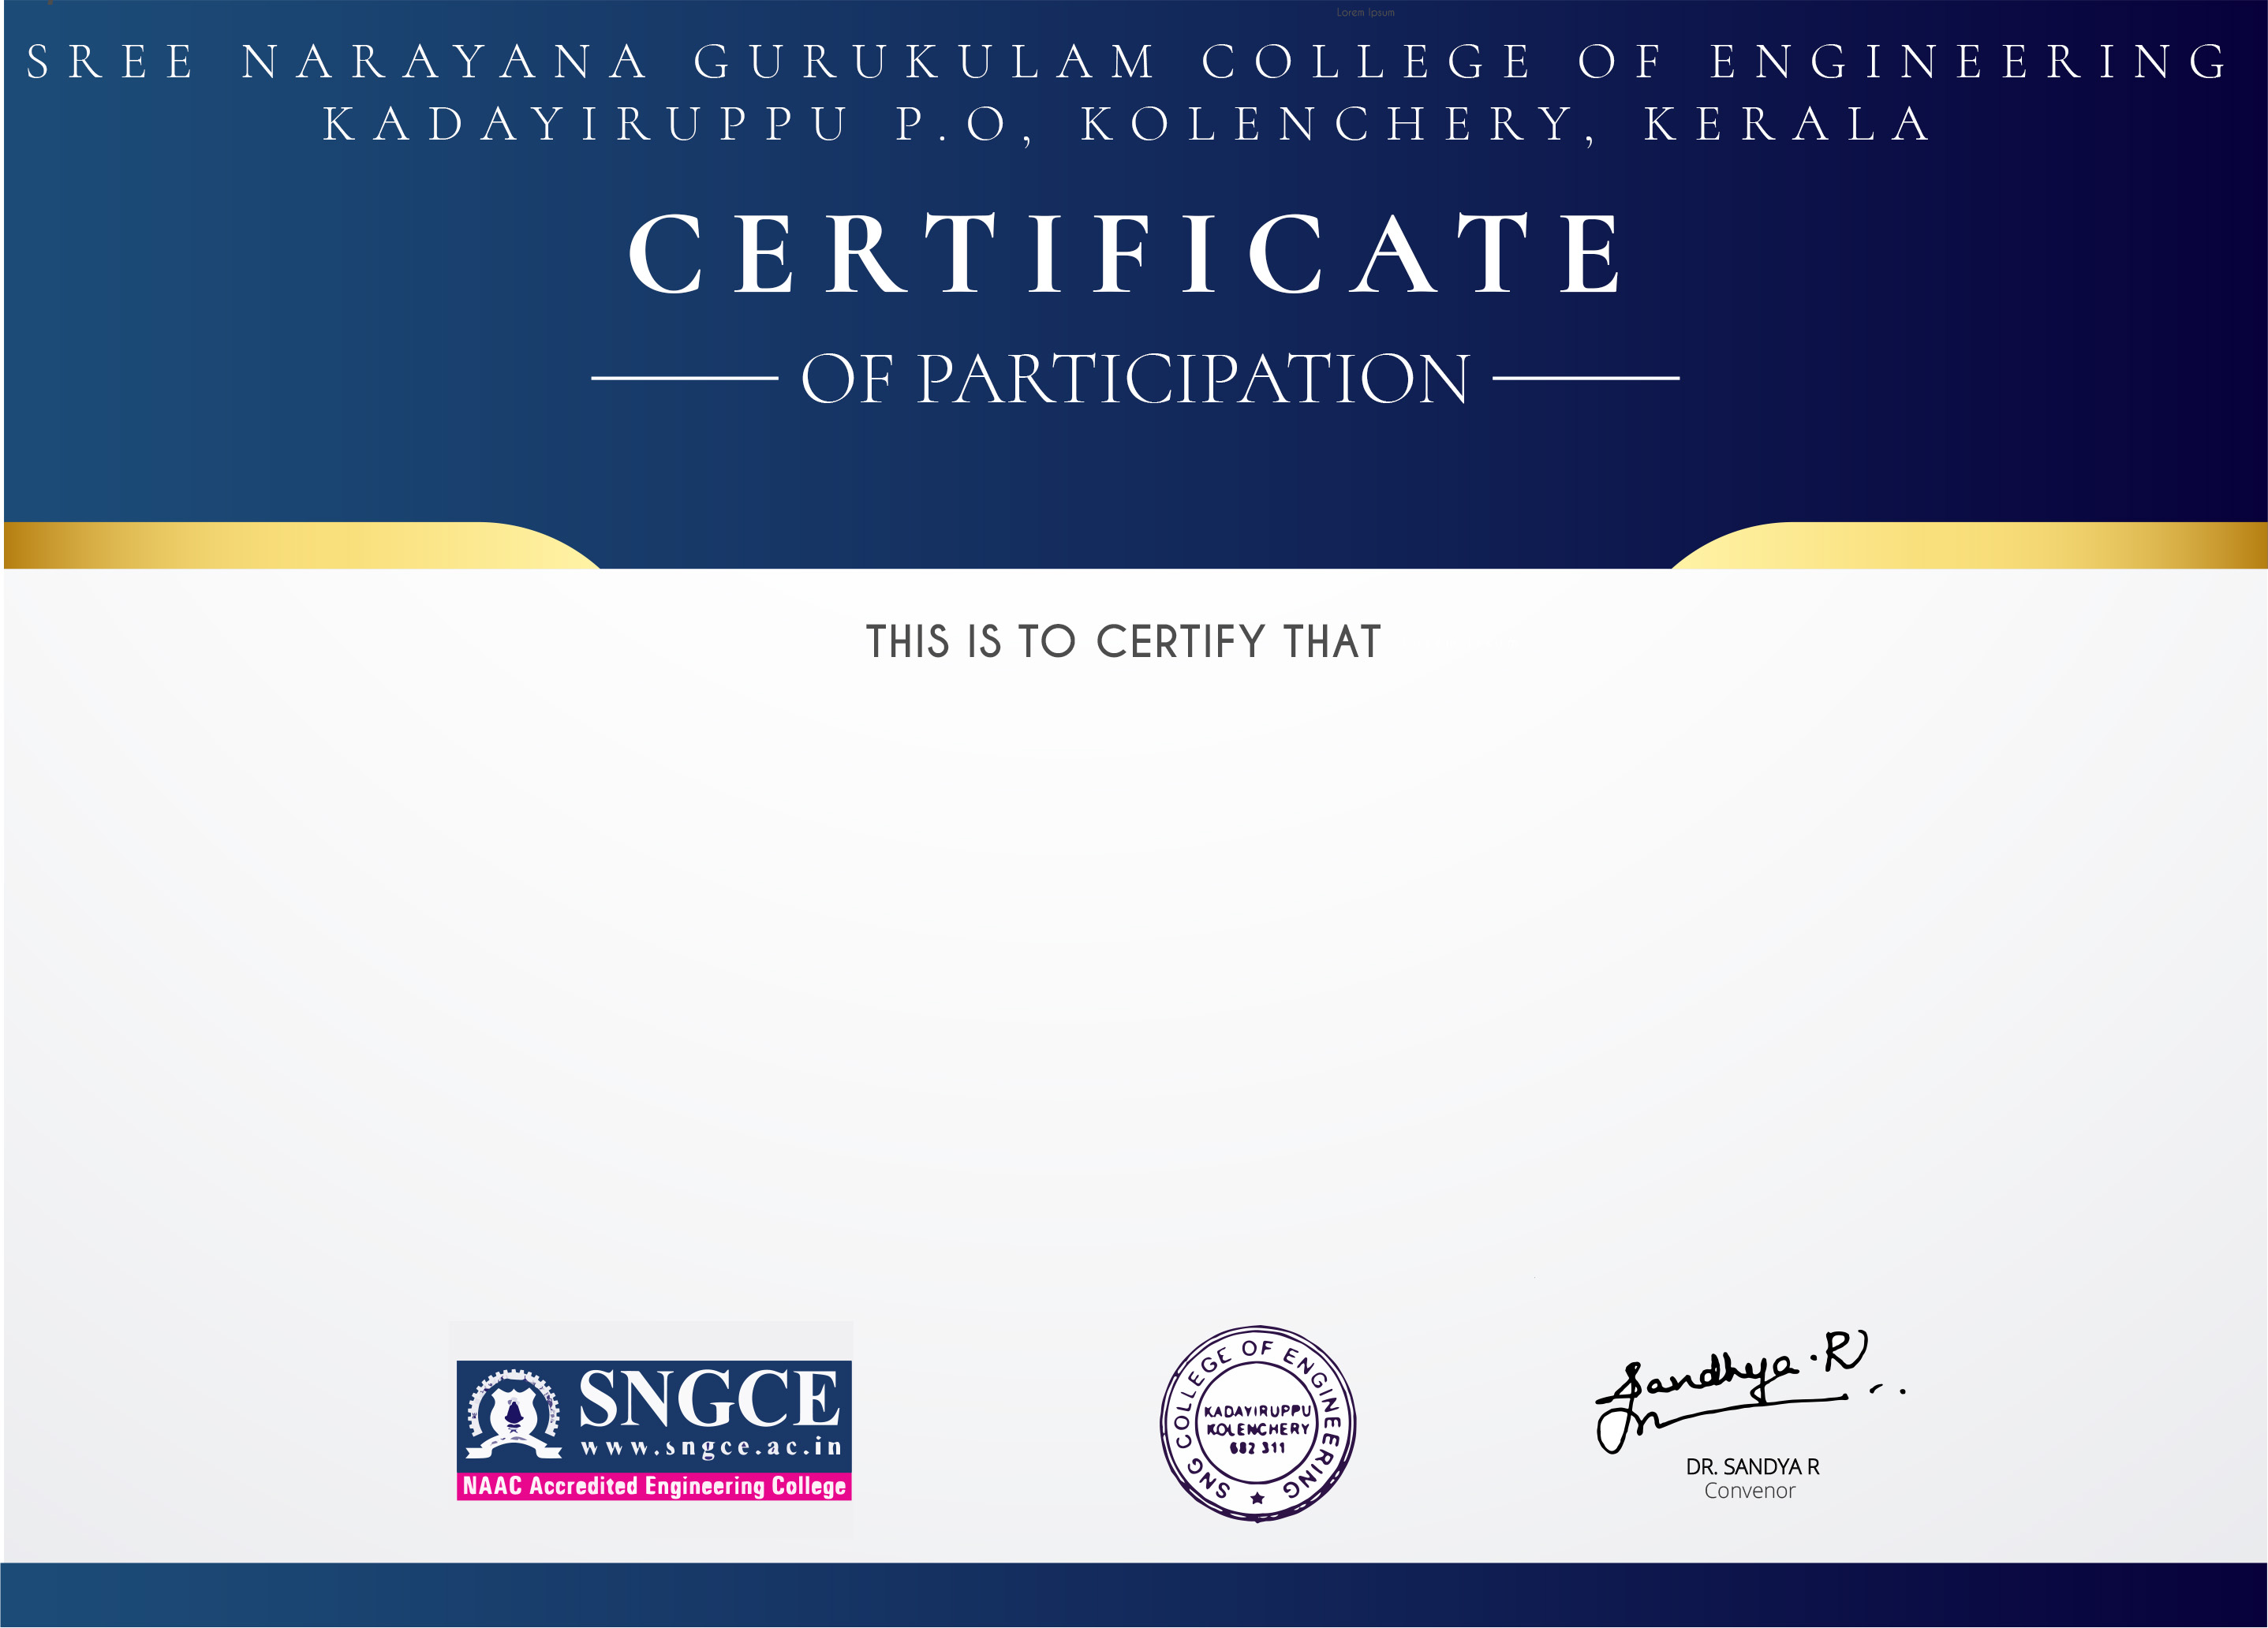 Lorem Ipsum
SREE NARAYANA GURUKULAM COLLEGE OF ENGINEERING
KADAYIRUPPU P.O, KOLENCHERY, KERALA
CERTIFICATE
OF PARTICIPATION
THIS IS TO CERTIFY THAT
SNGCE
www.sngce.ac.in
NAAC Accredited Engineering College
SNG COLLEGE OF ENGINEERING
KADAYIRUPPU
KOLENCHERY
682 311
Sandhya.R
DR. SANDYA R
Convenor